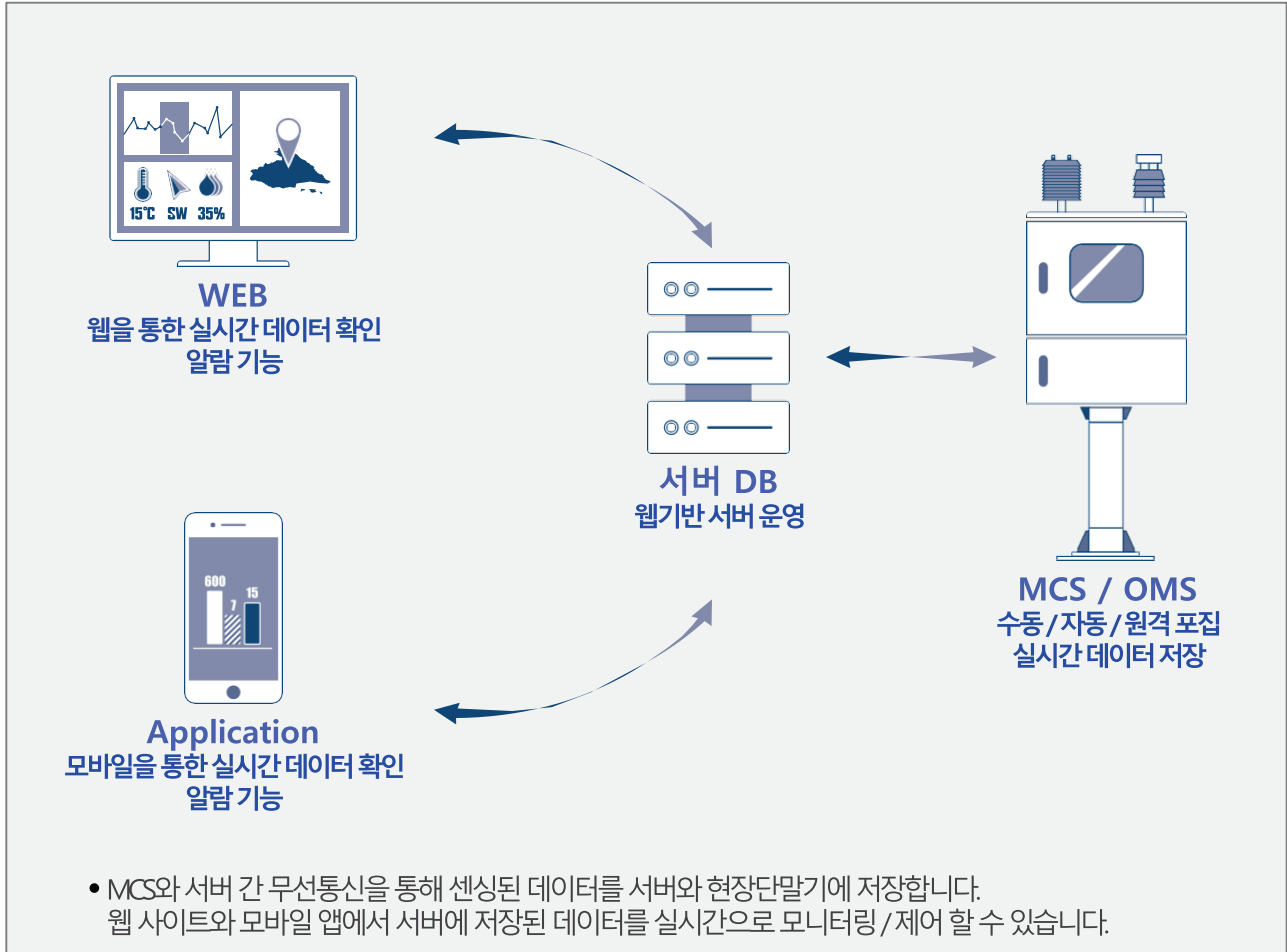 15°C SW 35%
WEB
웹을 통한 실시간 데이터 확인
알람 기능
서버 DB
웹기반 서버 운영
MCS / OMS
수동 / 자동 / 원격 포집
실시간 데이터 저장
600
7
15
Application
모바일을 통한 실시간 데이터 확인
알람 기능
• MCS와 서버 간 무선통신을 통해 센싱된 데이터를 서버와 현장단말기에 저장합니다.
웹 사이트와 모바일 앱에서 서버에 저장된 데이터를 실시간으로 모니터링 / 제어 할 수 있습니다.